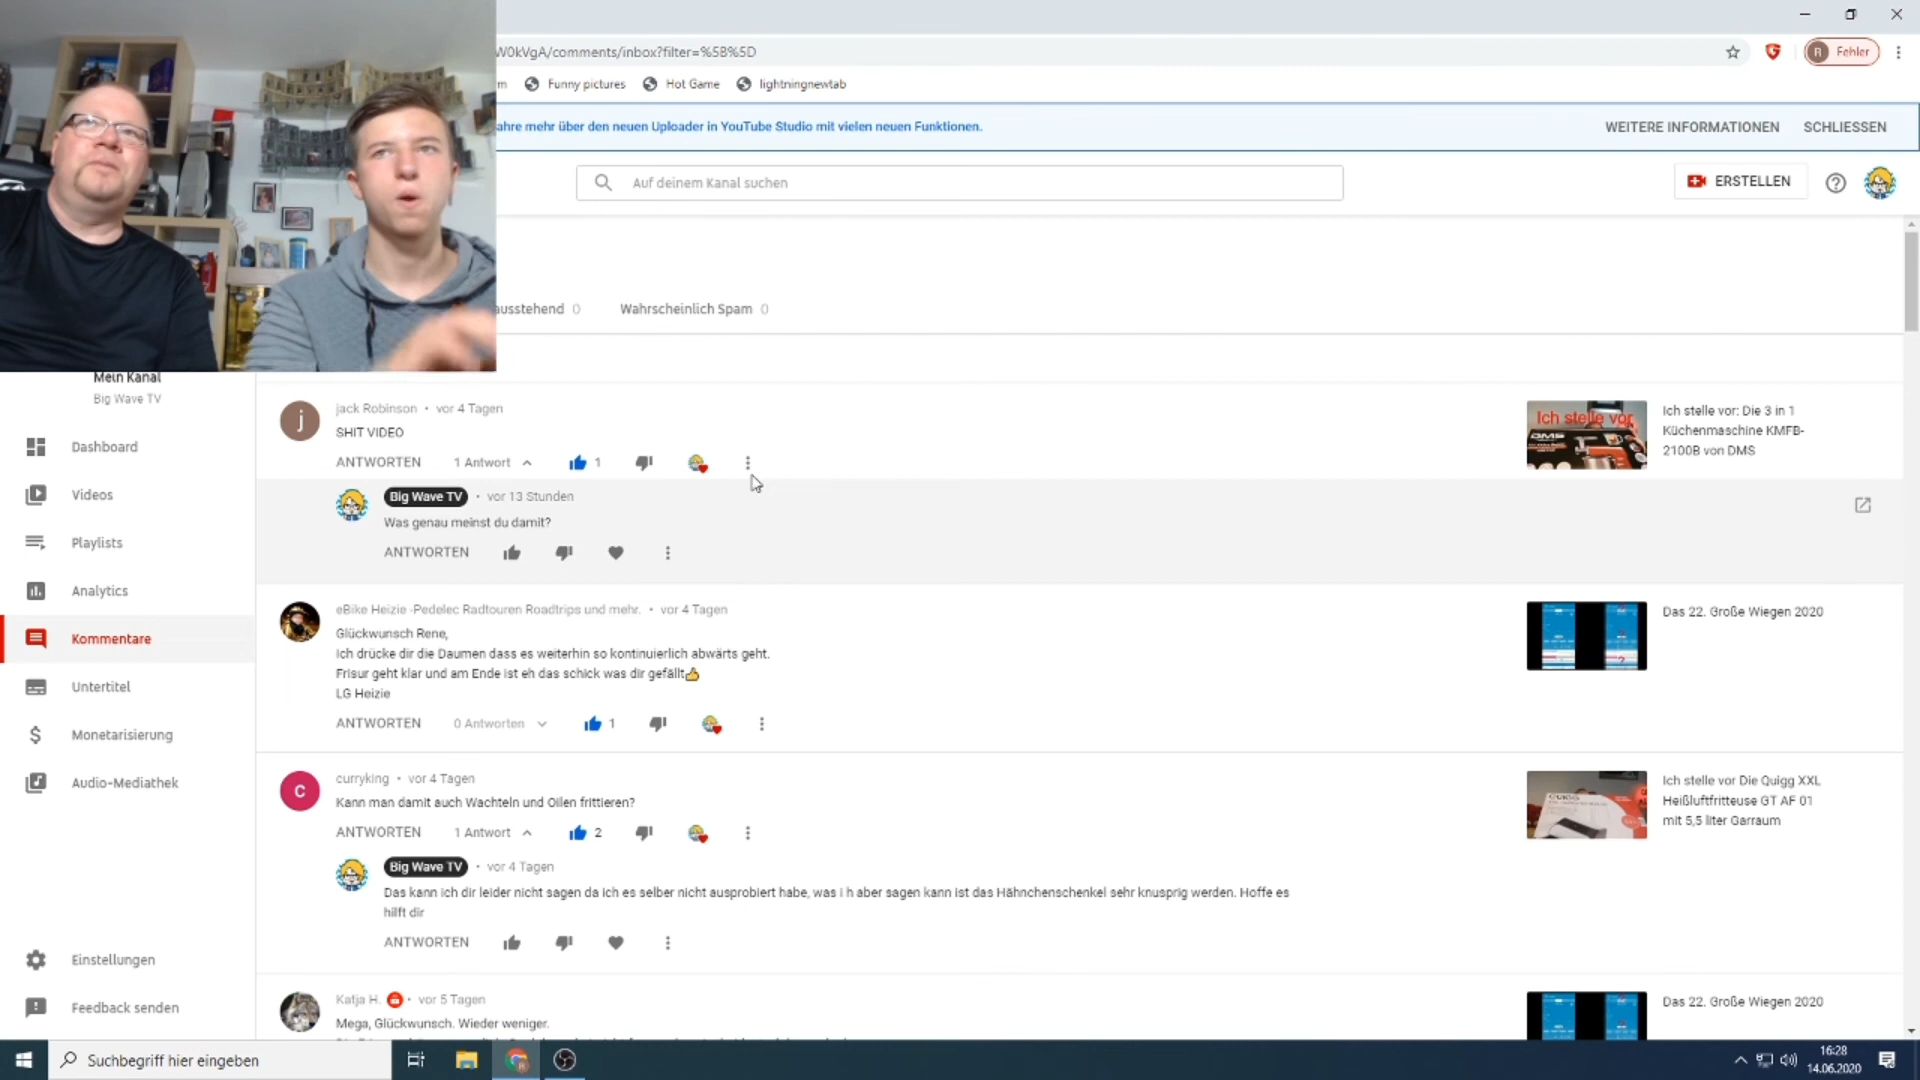 W0kVgA/comments/inbox?filter=%5B%5D
Fehler
Funny pictures
Hot Game
lightningnewtab
ahre mehr über den neuen Uploader in YouTube Studio mit vielen neuen Funktionen.
WEITERE INFORMATIONEN
SCHLIESSEN
Auf deinem Kanal suchen
ERSTELLEN
ausstehend 0
Wahrscheinlich Spam 0
Mein Kanal
Big Wave TV
Dashboard
Videos
Playlists
Analytics
Kommentare
Untertitel
Monetarisierung
Audio-Mediathek
Einstellungen
Feedback senden
jack Robinson • vor 4 Tagen
SHIT VIDEO
ANTWORTEN 1 Antwort 1
Ich stelle vor
DMS
Ich stelle vor: Die 3 in 1
Küchenmaschine KMFB-
2100B von DMS
Big Wave TV • vor 13 Stunden
Was genau meinst du damit?
ANTWORTEN
eBike Heizie -Pedelec Radtouren Roadtrips und mehr. • vor 4 Tagen
Glückwunsch Rene,
Ich drücke dir die Daumen dass es weiterhin so kontinuierlich abwärts geht.
Frisur geht klar und am Ende ist eh das schick was dir gefällt👍
LG Heizie
ANTWORTEN 0 Antworten 1
Das 22. Große Wiegen 2020
curryking • vor 4 Tagen
Kann man damit auch Wachteln und Oilen frittieren?
ANTWORTEN 1 Antwort 2
Ich stelle vor Die Quigg XXL
Heißluftfritteuse GT AF 01
mit 5,5 liter Garraum
Big Wave TV • vor 4 Tagen
Das kann ich dir leider nicht sagen da ich es selber nicht ausprobiert habe, was i h aber sagen kann ist das Hähnchenschenkel sehr knusprig werden. Hoffe es
hilft dir
ANTWORTEN
Katja H. • vor 5 Tagen
Mega, Glückwunsch. Wieder weniger.
Das 22. Große Wiegen 2020
Suchbegriff hier eingeben
16:28
14.06.2020